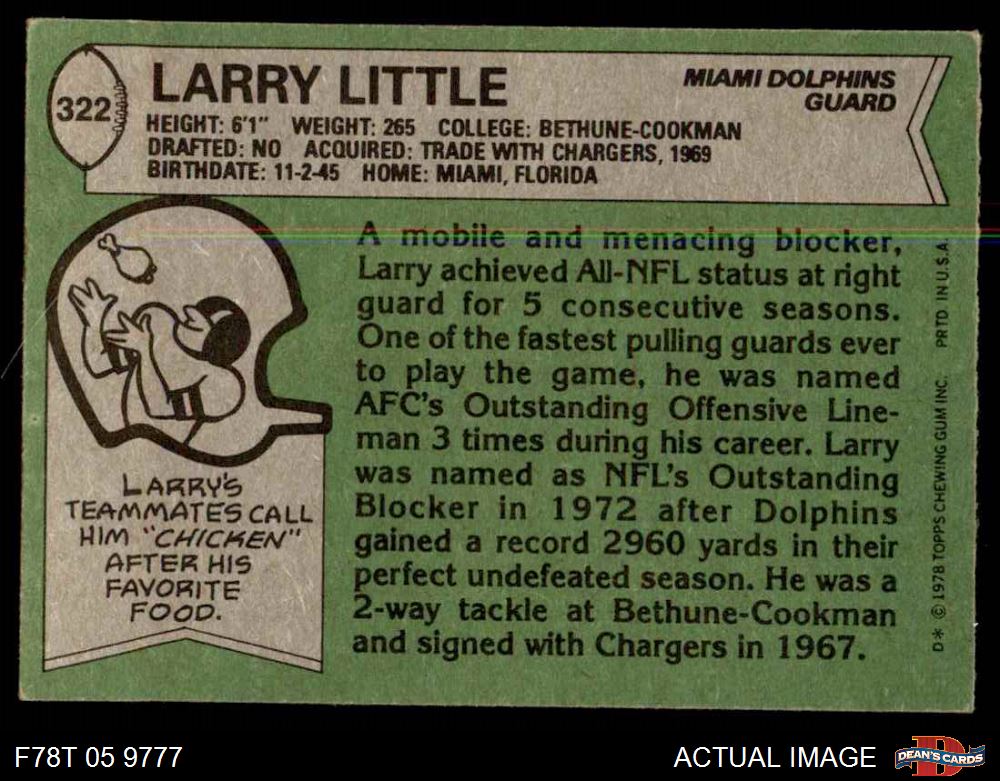 322
LARRY LITTLE
MIAMI DOLPHINS
GUARD
HEIGHT: 6'1" WEIGHT: 265 COLLEGE: BETHUNE-COOKMAN
DRAFTED: NO ACQUIRED: TRADE WITH CHARGERS, 1969
BIRTHDATE: 11-2-45 HOME: MIAMI, FLORIDA
LARRY'S
TEAMMATES CALL
HIM "CHICKEN"
AFTER HIS
FAVORITE
FOOD.
A mobile and menacing blocker,
Larry achieved All-NFL status at right
guard for 5 consecutive seasons.
One of the fastest pulling guards ever
to play the game, he was named
AFC's Outstanding Offensive Line-
man 3 times during his career. Larry
was named as NFL's Outstanding
Blocker in 1972 after Dolphins
gained a record 2960 yards in their
perfect undefeated season. He was a
2-way tackle at Bethune-Cookman
and signed with Chargers in 1967.
D* © 1978 TOPPS CHEWING GUM INC. PRTD. IN U.S.A.
F78T 05 9777
ACTUAL IMAGE
D
DEAN'S CARDS